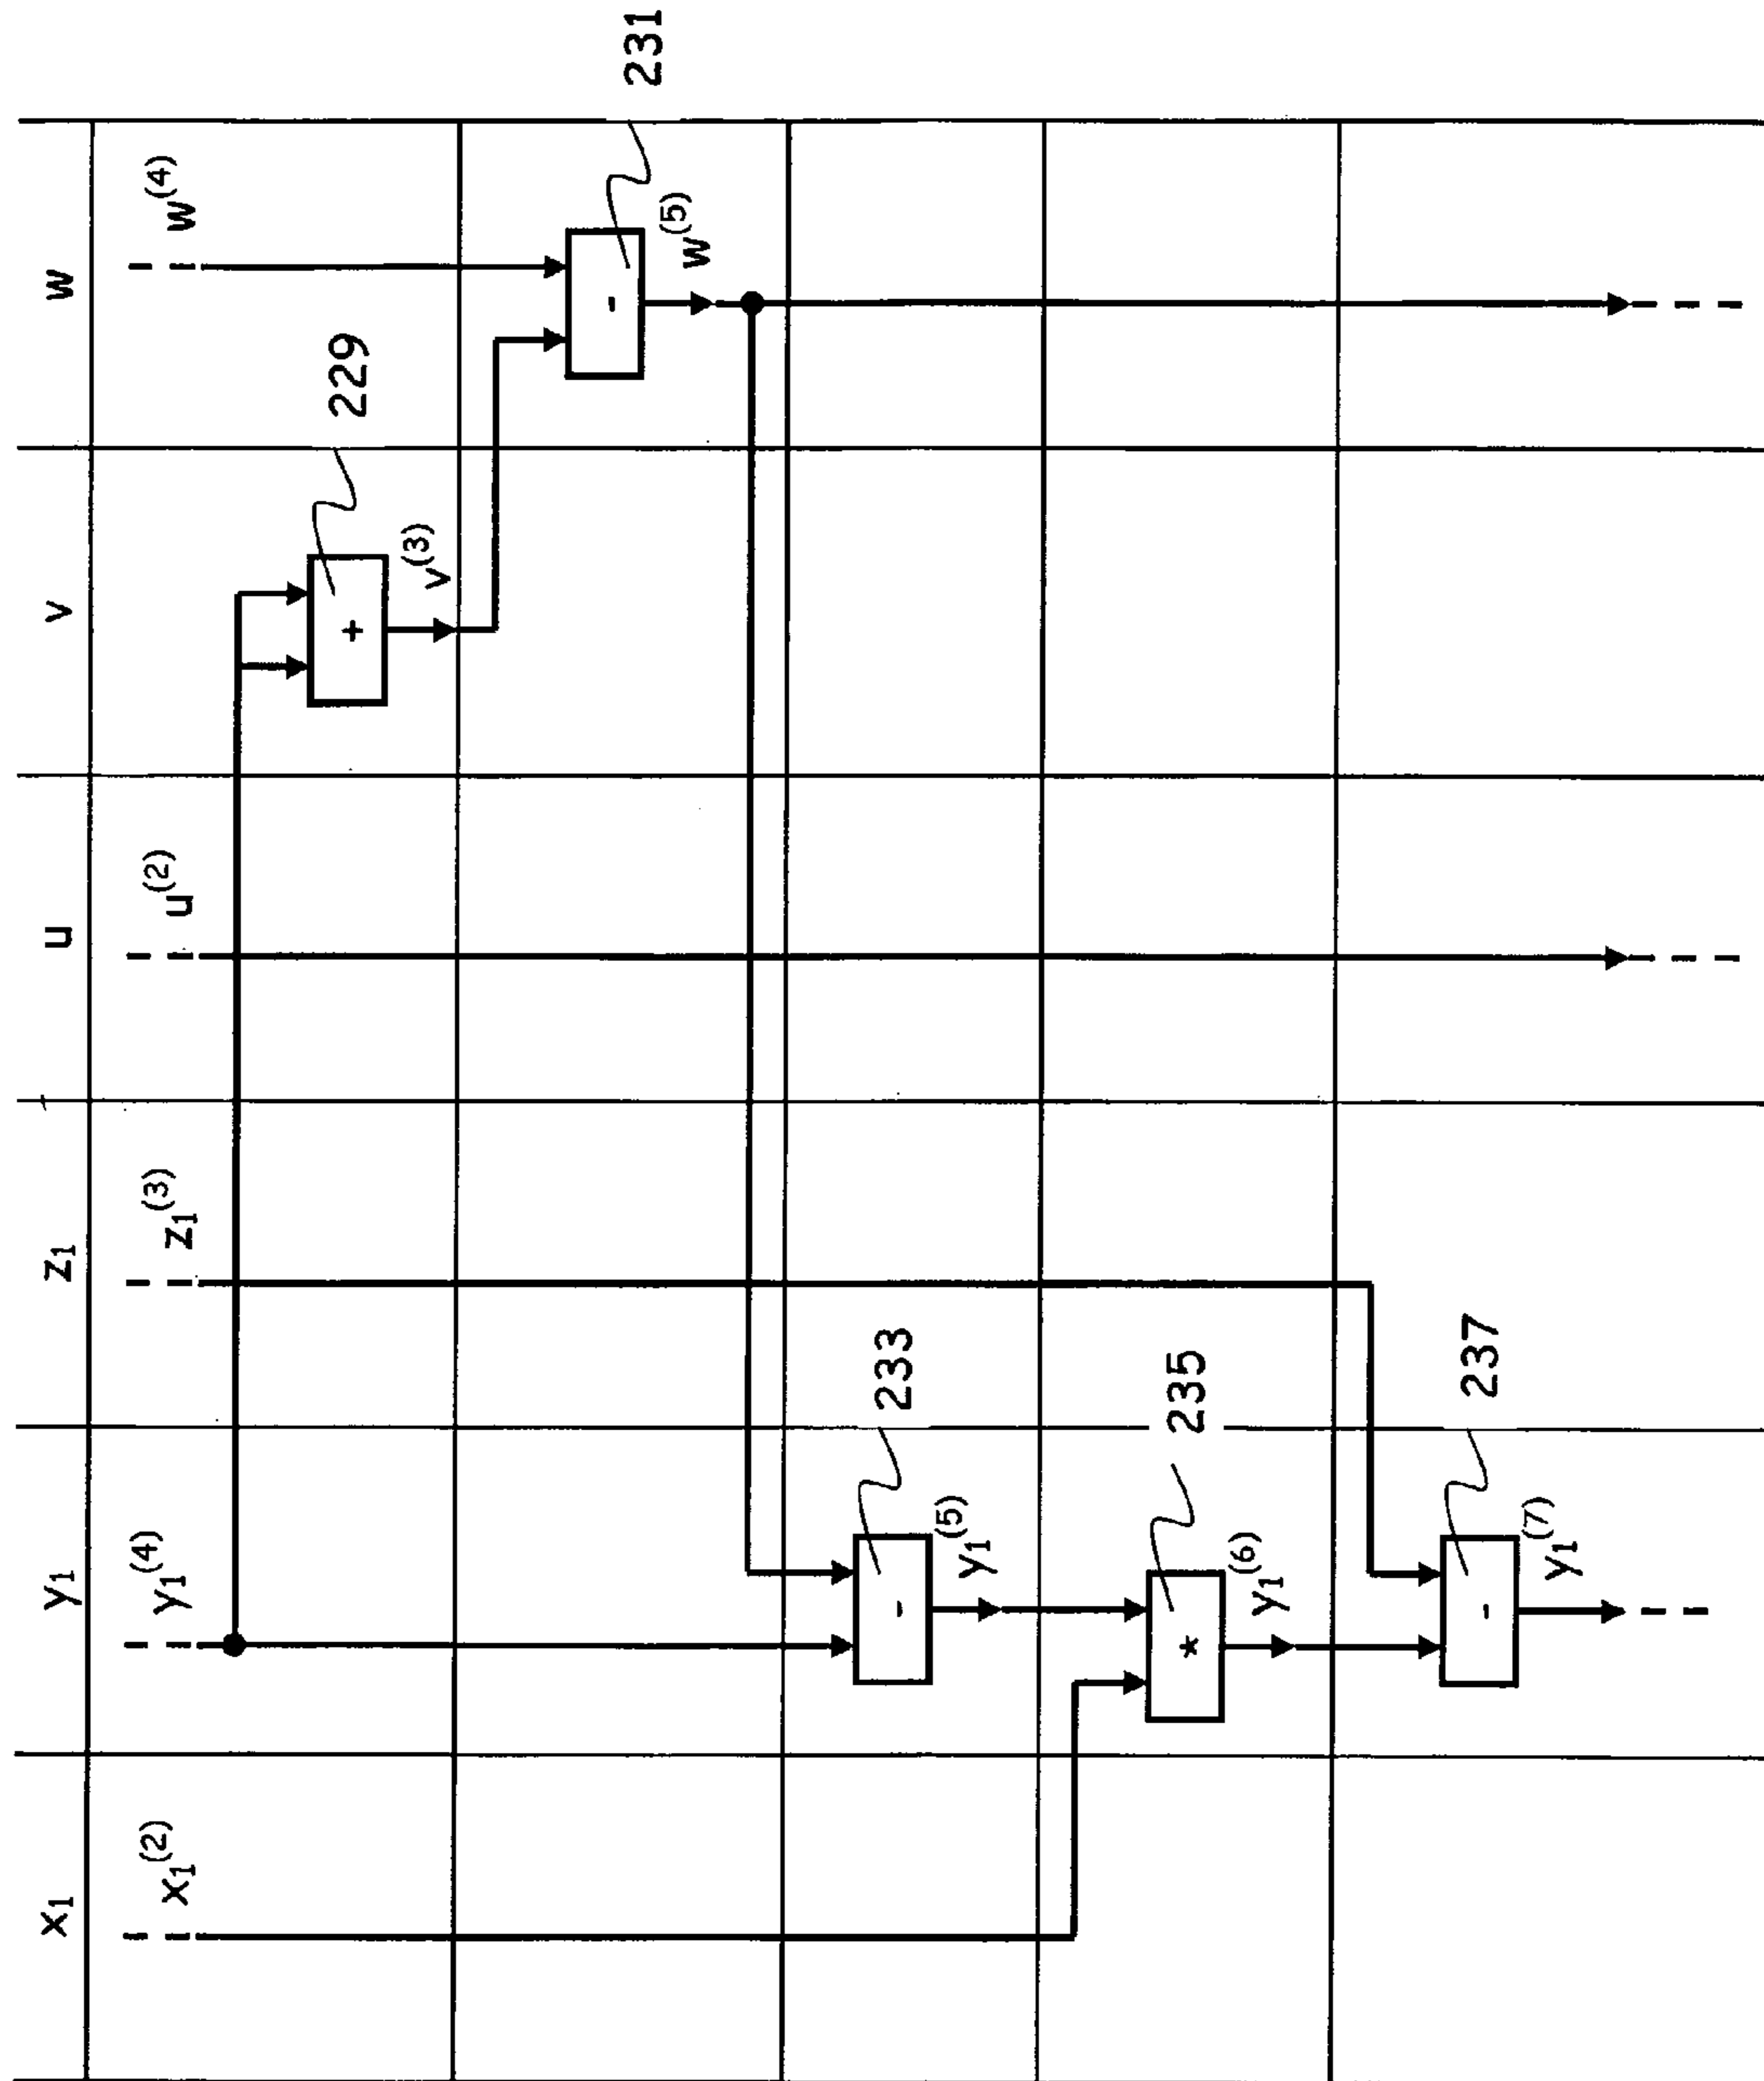 x₁ y₁ z₁ u v w
x₁⁽²⁾ y₁⁽⁴⁾ z₁⁽³⁾ u⁽²⁾ w⁽⁴⁾
+ 229
v⁽³⁾
- 231
w⁽⁵⁾
- 233
y₁⁽⁵⁾
* 235
y₁⁽⁶⁾
- 237
y₁⁽⁷⁾